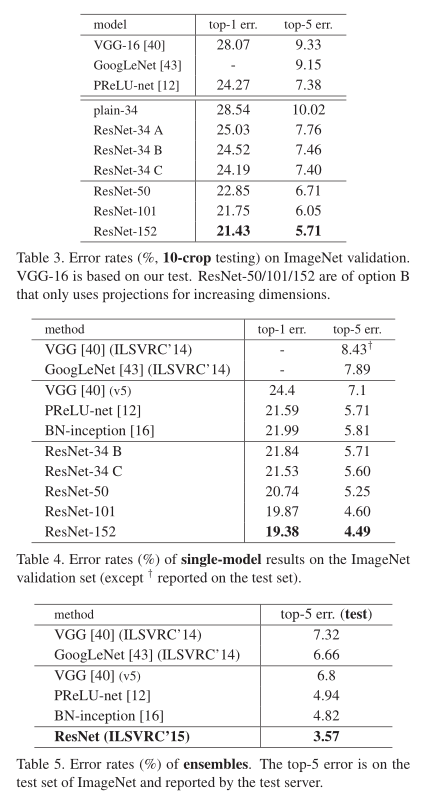 model top-1 err. top-5 err.
VGG-16 [40] 28.07 9.33
GoogLeNet [43] - 9.15
PReLU-net [12] 24.27 7.38
plain-34 28.54 10.02
ResNet-34 A 25.03 7.76
ResNet-34 B 24.52 7.46
ResNet-34 C 24.19 7.40
ResNet-50 22.85 6.71
ResNet-101 21.75 6.05
ResNet-152 21.43 5.71
Table 3. Error rates (%, 10-crop testing) on ImageNet validation.
VGG-16 is based on our test. ResNet-50/101/152 are of option B
that only uses projections for increasing dimensions.
method top-1 err. top-5 err.
VGG [40] (ILSVRC'14) - 8.43†
GoogLeNet [43] (ILSVRC'14) - 7.89
VGG [40] (v5) 24.4 7.1
PReLU-net [12] 21.59 5.71
BN-inception [16] 21.99 5.81
ResNet-34 B 21.84 5.71
ResNet-34 C 21.53 5.60
ResNet-50 20.74 5.25
ResNet-101 19.87 4.60
ResNet-152 19.38 4.49
Table 4. Error rates (%) of single-model results on the ImageNet
validation set (except † reported on the test set).
method top-5 err. (test)
VGG [40] (ILSVRC'14) 7.32
GoogLeNet [43] (ILSVRC'14) 6.66
VGG [40] (v5) 6.8
PReLU-net [12] 4.94
BN-inception [16] 4.82
ResNet (ILSVRC'15) 3.57
Table 5. Error rates (%) of ensembles. The top-5 error is on the
test set of ImageNet and reported by the test server.